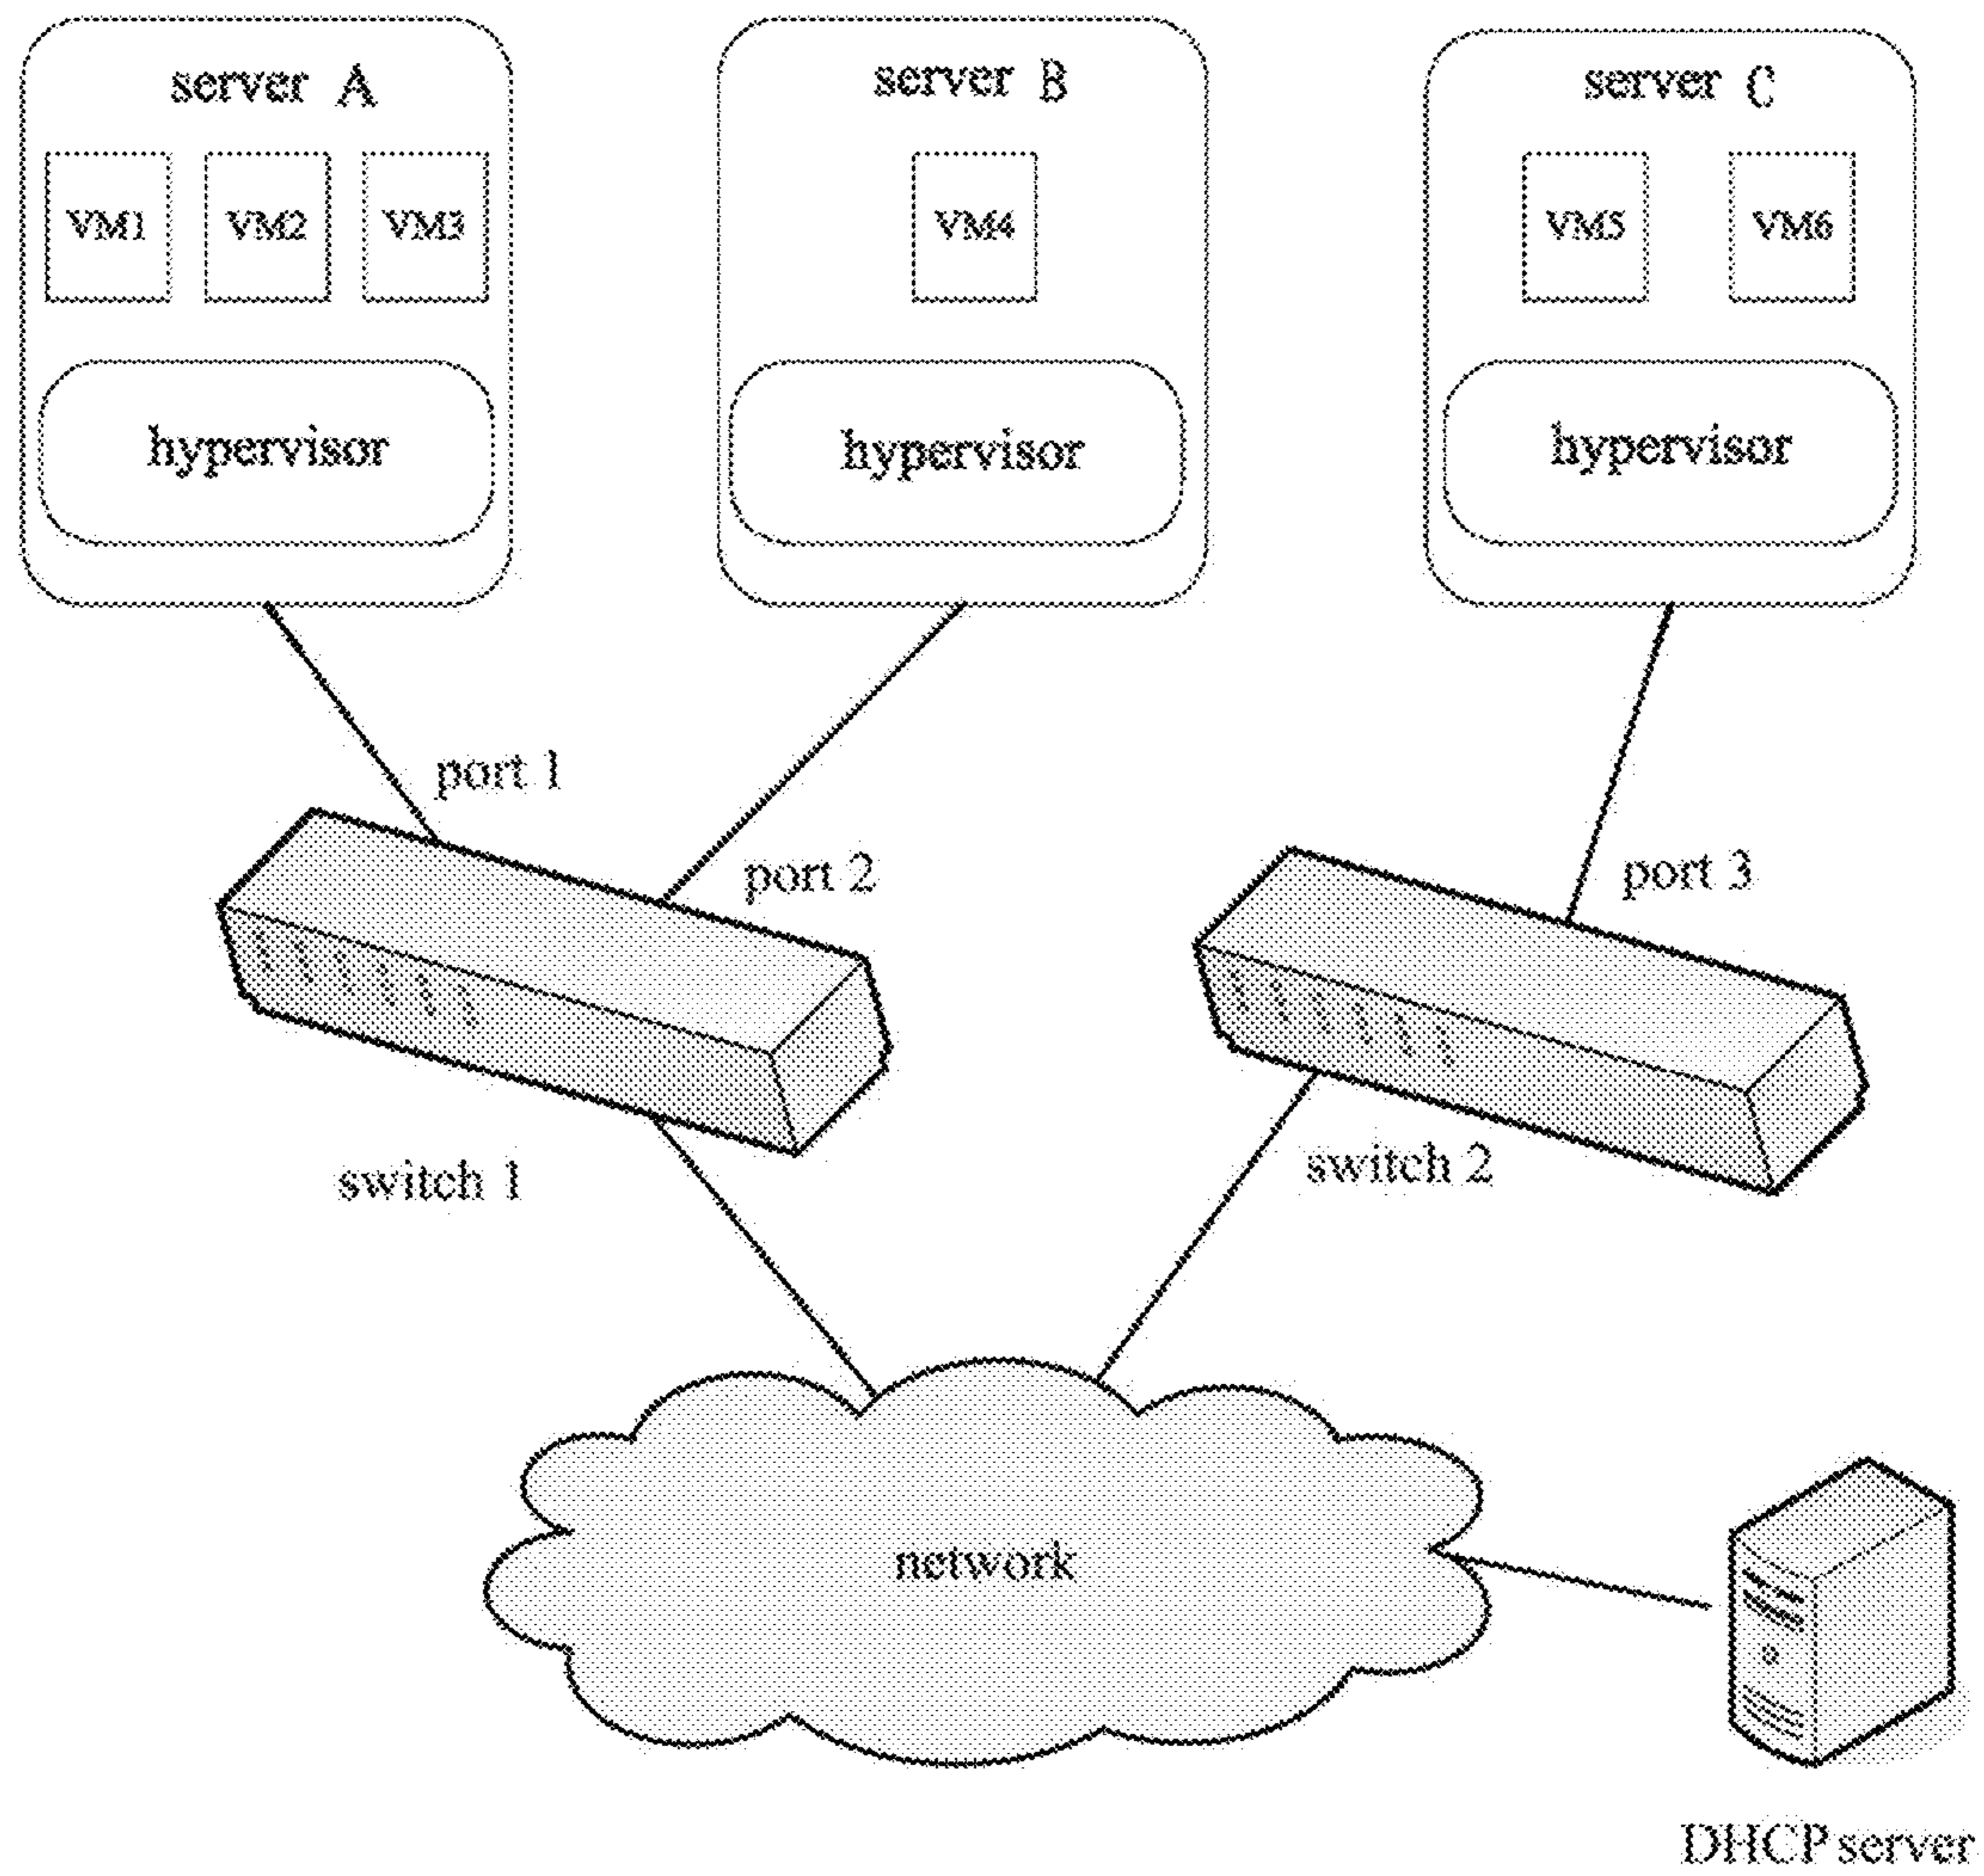 server A
server B
server C
VM1
VM2
VM3
VM4
VM5
VM6
hypervisor
hypervisor
hypervisor
port 1
port 2
port 3
switch 1
switch 2
network
DHCP server